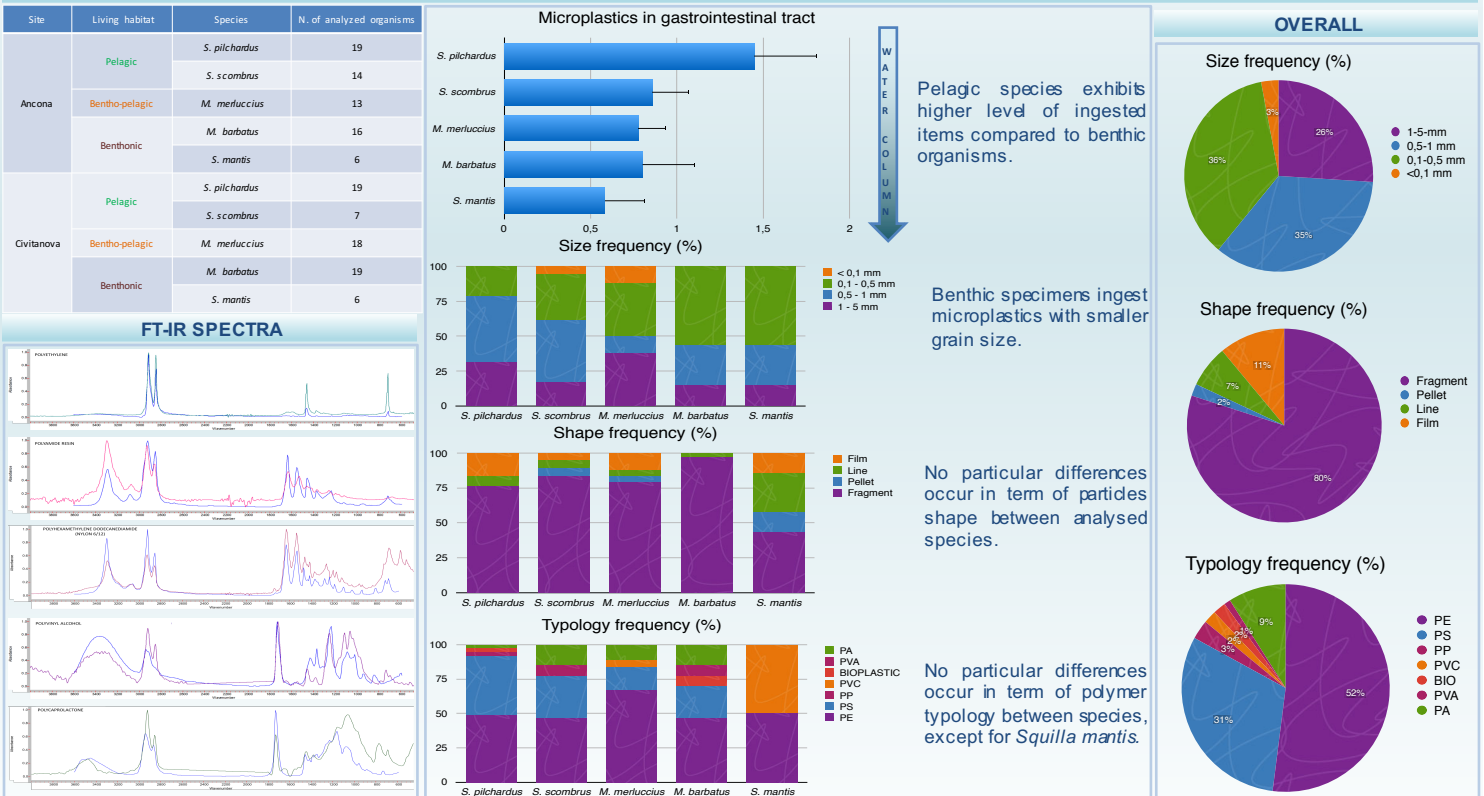 Site Living habitat Species N. of analyzed organisms
Ancona
Pelagic
S. pilchardus 19
S. scombrus 14
Bentho-pelagic M. merluccius 13
Benthonic
M. barbatus 16
S. mantis 6
Civitanova
Pelagic
S. pilchardus 19
S. scombrus 7
Bentho-pelagic M. merluccius 18
Benthonic
M. barbatus 19
S. mantis 6
FT-IR SPECTRA
POLYETHYLENE
POLYAMIDE RESIN
POLYHEXAMETHYLENE DODECANEDIAMIDE
(NYLON 6/12)
POLYVINYL ALCOHOL
POLYCAPROLACTONE
Microplastics in gastrointestinal tract
S. pilchardus
S. scombrus
M. merluccius
M. barbatus
S. mantis
0 0,5 1 1,5 2
WATER COLUMN
Pelagic species exhibits
higher level of ingested
items compared to benthic
organisms.
Size frequency (%)
100
75
50
25
0
S. pilchardus S. scombrus M. merluccius M. barbatus S. mantis
< 0,1 mm
0,1 - 0,5 mm
0,5 - 1 mm
1 - 5 mm
Benthic specimens ingest
microplastics with smaller
grain size.
Shape frequency (%)
100
75
50
25
0
S. pilchardus S. scombrus M. merluccius M. barbatus S. mantis
Film
Line
Pellet
Fragment
No particular differences
occur in term of particles
shape between analysed
species.
Typology frequency (%)
100
75
50
25
0
S. pilchardus S. scombrus M. merluccius M. barbatus S. mantis
PA
PVA
BIOPLASTIC
PVC
PP
PS
PE
No particular differences
occur in term of polymer
typology between species,
except for Squilla mantis.
OVERALL
Size frequency (%)
3%
26%
36%
35%
1-5-mm
0,5-1 mm
0,1-0,5 mm
<0,1 mm
Shape frequency (%)
11%
7%
2%
80%
Fragment
Pellet
Line
Film
Typology frequency (%)
9%
1%
2%
2%
3%
52%
31%
PE
PS
PP
PVC
BIO
PVA
PA